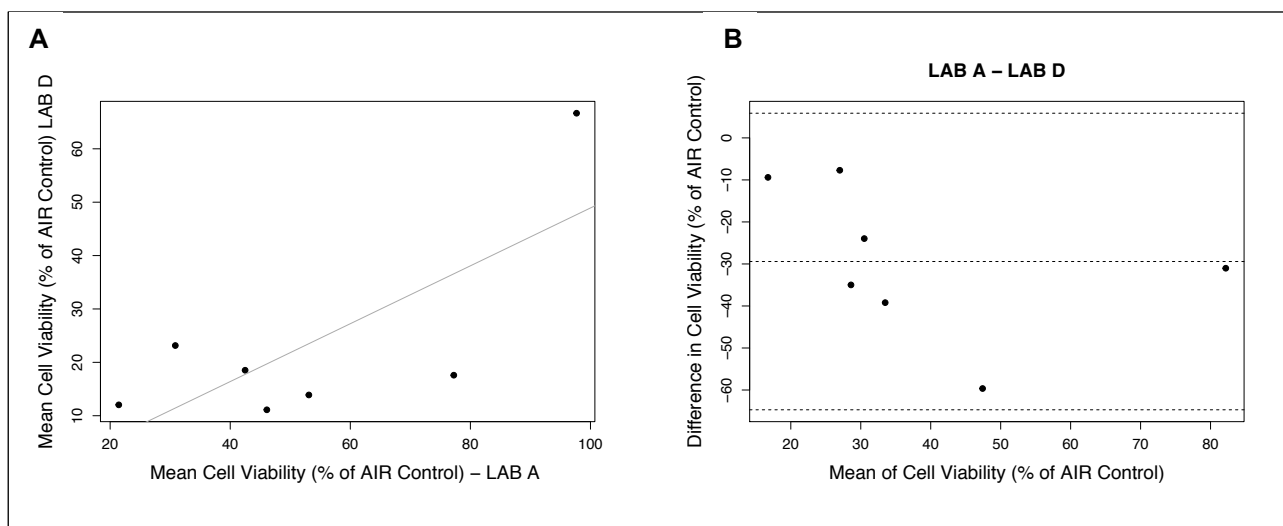 A
Mean Cell Viability (% of AIR Control) LAB D
60
50
40
30
20
10
20 40 60 80 100
Mean Cell Viability (% of AIR Control) – LAB A
B
LAB A – LAB D
Difference in Cell Viability (% of AIR Control)
0
−10
−20
−30
−40
−50
−60
20 30 40 50 60 70 80
Mean of Cell Viability (% of AIR Control)